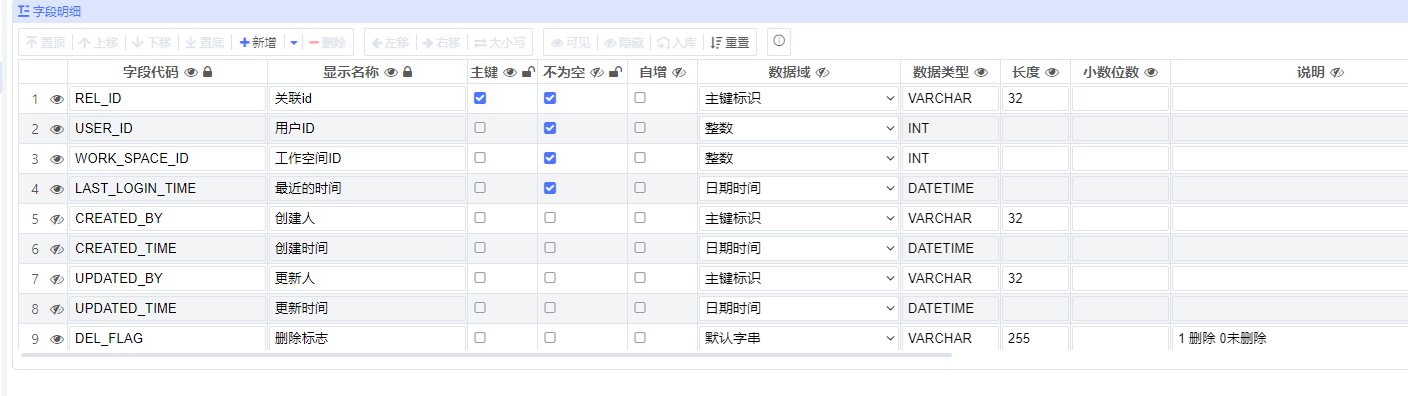 字段明细
置顶 上移 下移 置底 新增 删除 左移 右移 大小写 可见 隐藏 入库 重置
字段代码 显示名称 主键 不为空 自增 数据域 数据类型 长度 小数位数 说明
1 REL_ID 关联id 主键标识 VARCHAR 32
2 USER_ID 用户ID 整数 INT
3 WORK_SPACE_ID 工作空间ID 整数 INT
4 LAST_LOGIN_TIME 最近的时间 日期时间 DATETIME
5 CREATED_BY 创建人 主键标识 VARCHAR 32
6 CREATED_TIME 创建时间 日期时间 DATETIME
7 UPDATED_BY 更新人 主键标识 VARCHAR 32
8 UPDATED_TIME 更新时间 日期时间 DATETIME
9 DEL_FLAG 删除标志 默认字串 VARCHAR 255 1 删除 0未删除